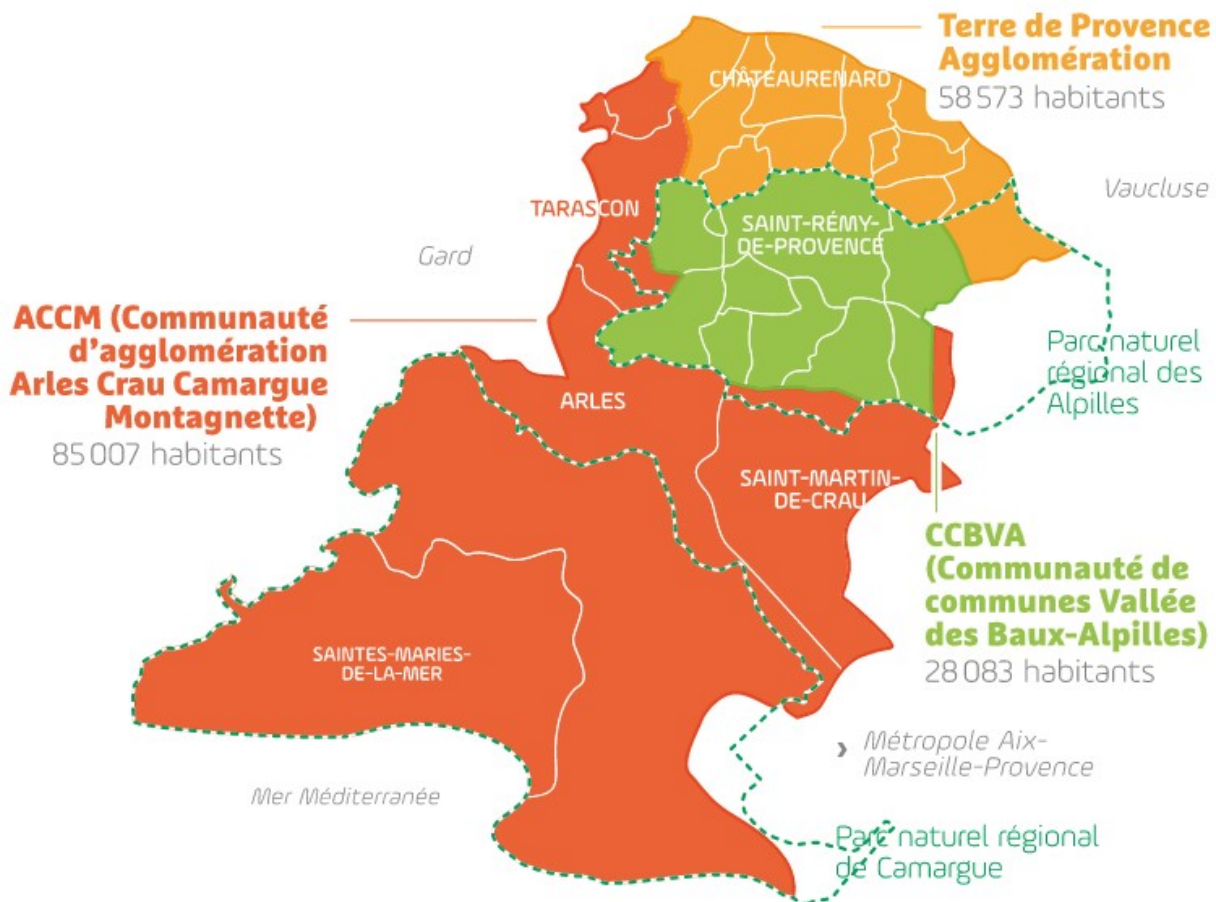 Terre de Provence
Agglomération
58 573 habitants
CHÂTEAURENARD
Vaucluse
TARASCON
SAINT-RÉMY-
DE-PROVENCE
Gard
ACCM (Communauté
d'agglomération
Arles Crau Camargue
Montagnette)
85 007 habitants
Parc naturel
régional des
Alpilles
ARLES
SAINT-MARTIN-
DE-CRAU
CCBVA
(Communauté de
communes Vallée
des Baux-Alpilles)
28 083 habitants
SAINTES-MARIES-
DE-LA-MER
› Métropole Aix-
Marseille-Provence
Mer Méditerranée
Parc naturel régional
de Camargue